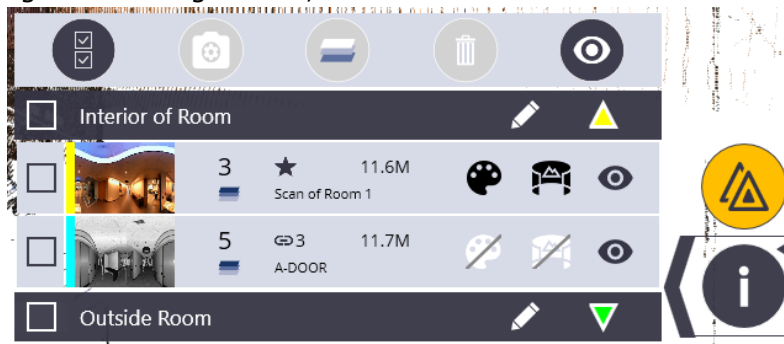 Interior of Room
3 ★ 11.6M
Scan of Room 1
5 3 11.7M
A-DOOR
Outside Room
i